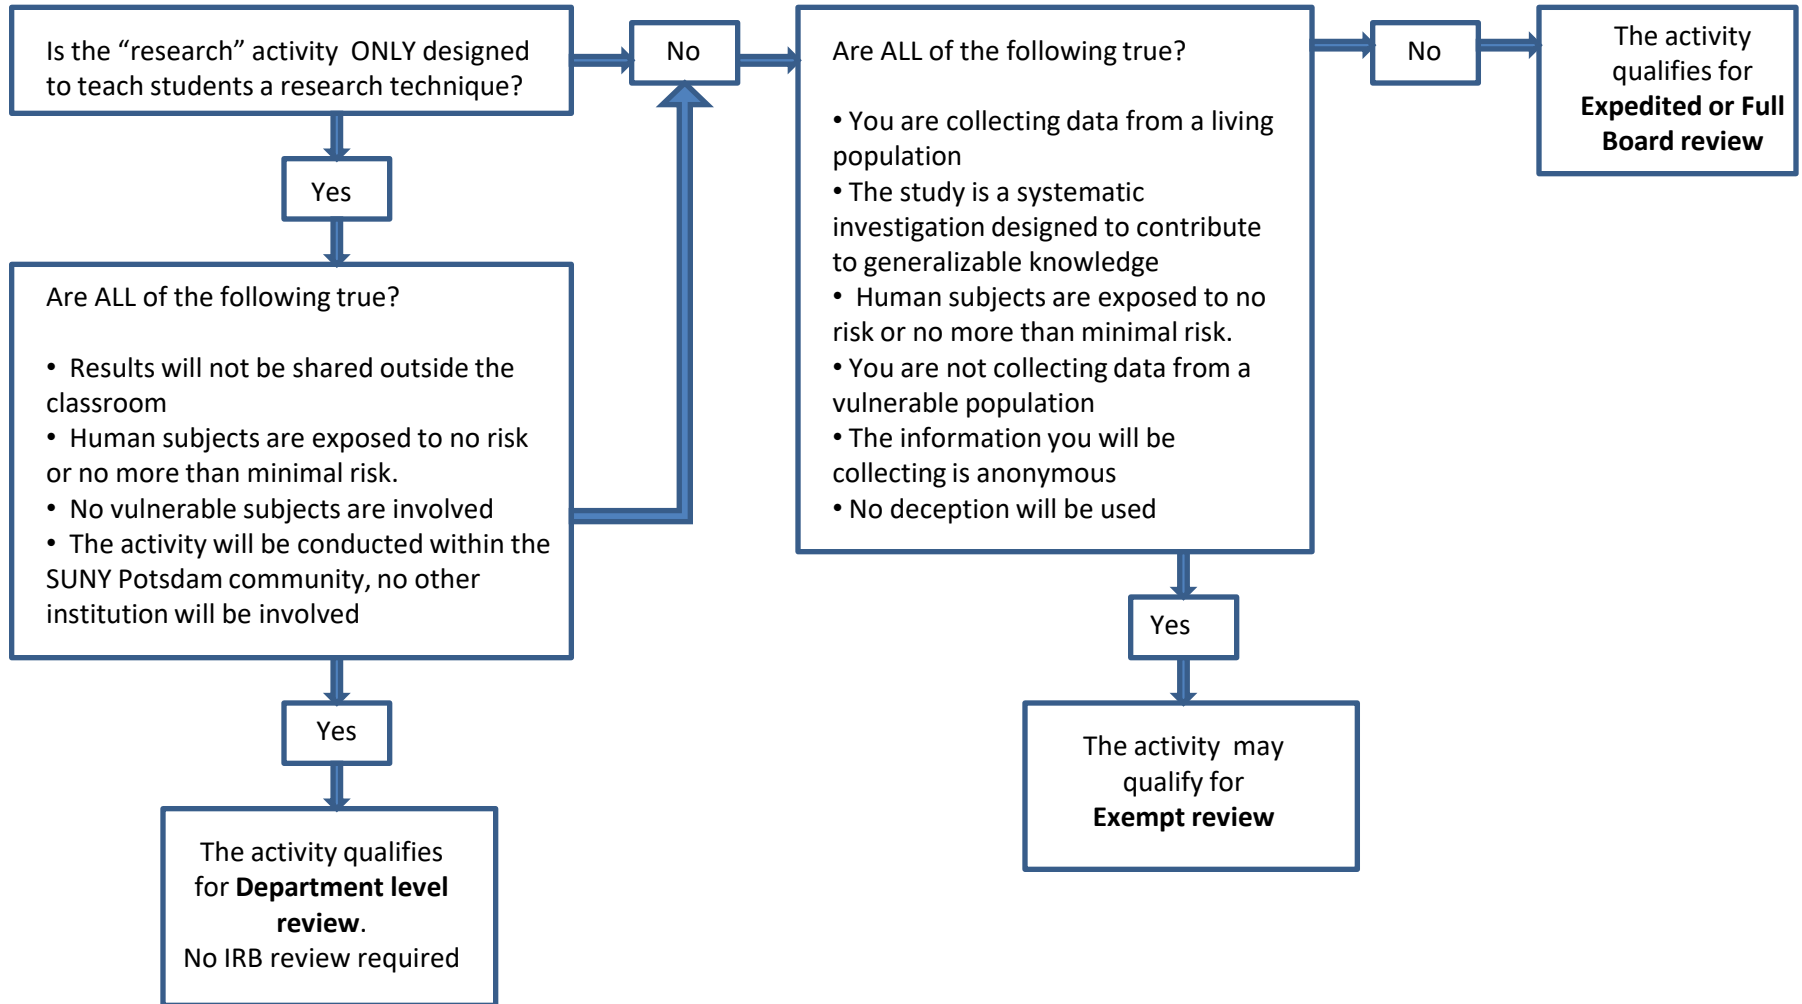 Is the “research” activity ONLY designed
to teach students a research technique?
No
Yes
Are ALL of the following true?
• Results will not be shared outside the
classroom
• Human subjects are exposed to no risk
or no more than minimal risk.
• No vulnerable subjects are involved
• The activity will be conducted within the
SUNY Potsdam community, no other
institution will be involved
Yes
The activity qualifies
for Department level
review.
No IRB review required
Are ALL of the following true?
• You are collecting data from a living
population
• The study is a systematic
investigation designed to contribute
to generalizable knowledge
• Human subjects are exposed to no
risk or no more than minimal risk.
• You are not collecting data from a
vulnerable population
• The information you will be
collecting is anonymous
• No deception will be used
Yes
The activity may
qualify for
Exempt review
No
The activity
qualifies for
Expedited or Full
Board review